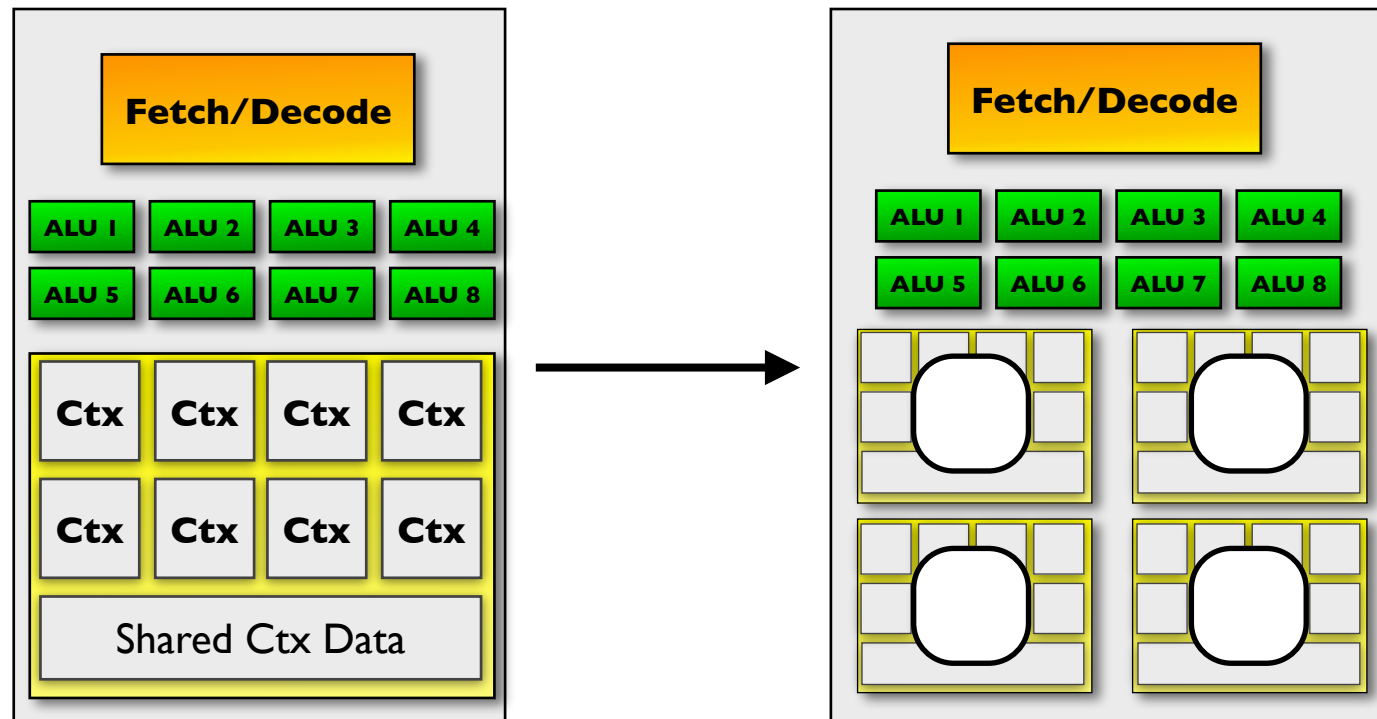 Fetch/Decode
ALU 1 ALU 2 ALU 3 ALU 4
ALU 5 ALU 6 ALU 7 ALU 8
Ctx Ctx Ctx Ctx
Ctx Ctx Ctx Ctx
Shared Ctx Data
Fetch/Decode
ALU 1 ALU 2 ALU 3 ALU 4
ALU 5 ALU 6 ALU 7 ALU 8